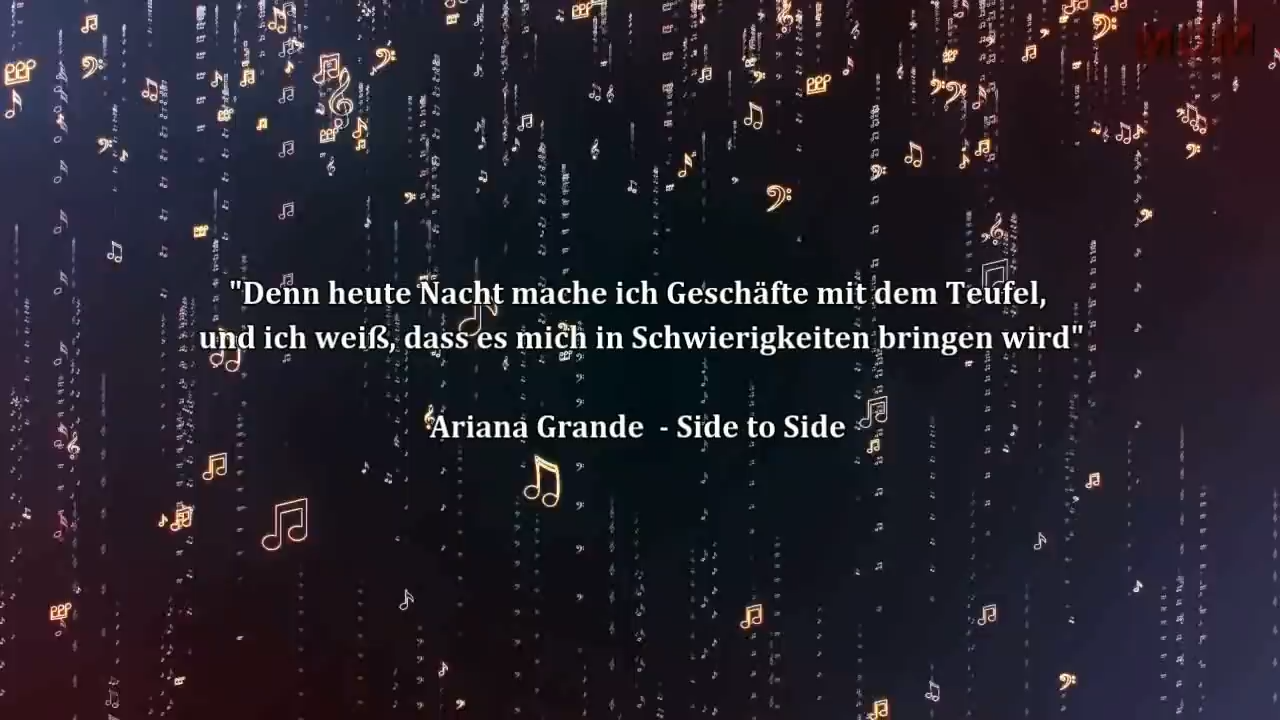 "Denn heute Nacht mache ich Geschäfte mit dem Teufel,
und ich weiß, dass es mich in Schwierigkeiten bringen wird"
Ariana Grande - Side to Side